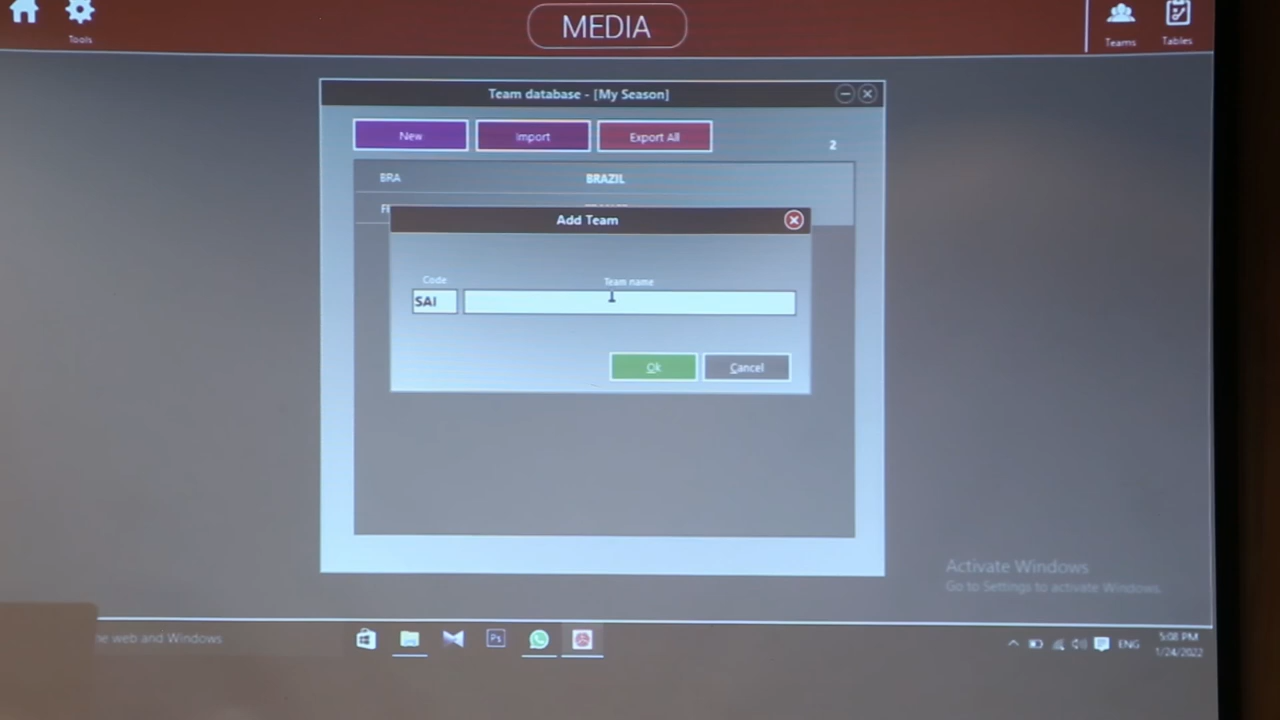 MEDIA
Tools
Teams
Tables
Team database - [My Season]
New
Import
Export All
2
BRA
BRAZIL
Add Team
Code
Team name
SAI
Ok
Cancel
Activate Windows
Go to Settings to activate Windows.
web and Windows
Ps
ENG
5:08 PM
1/24/2022